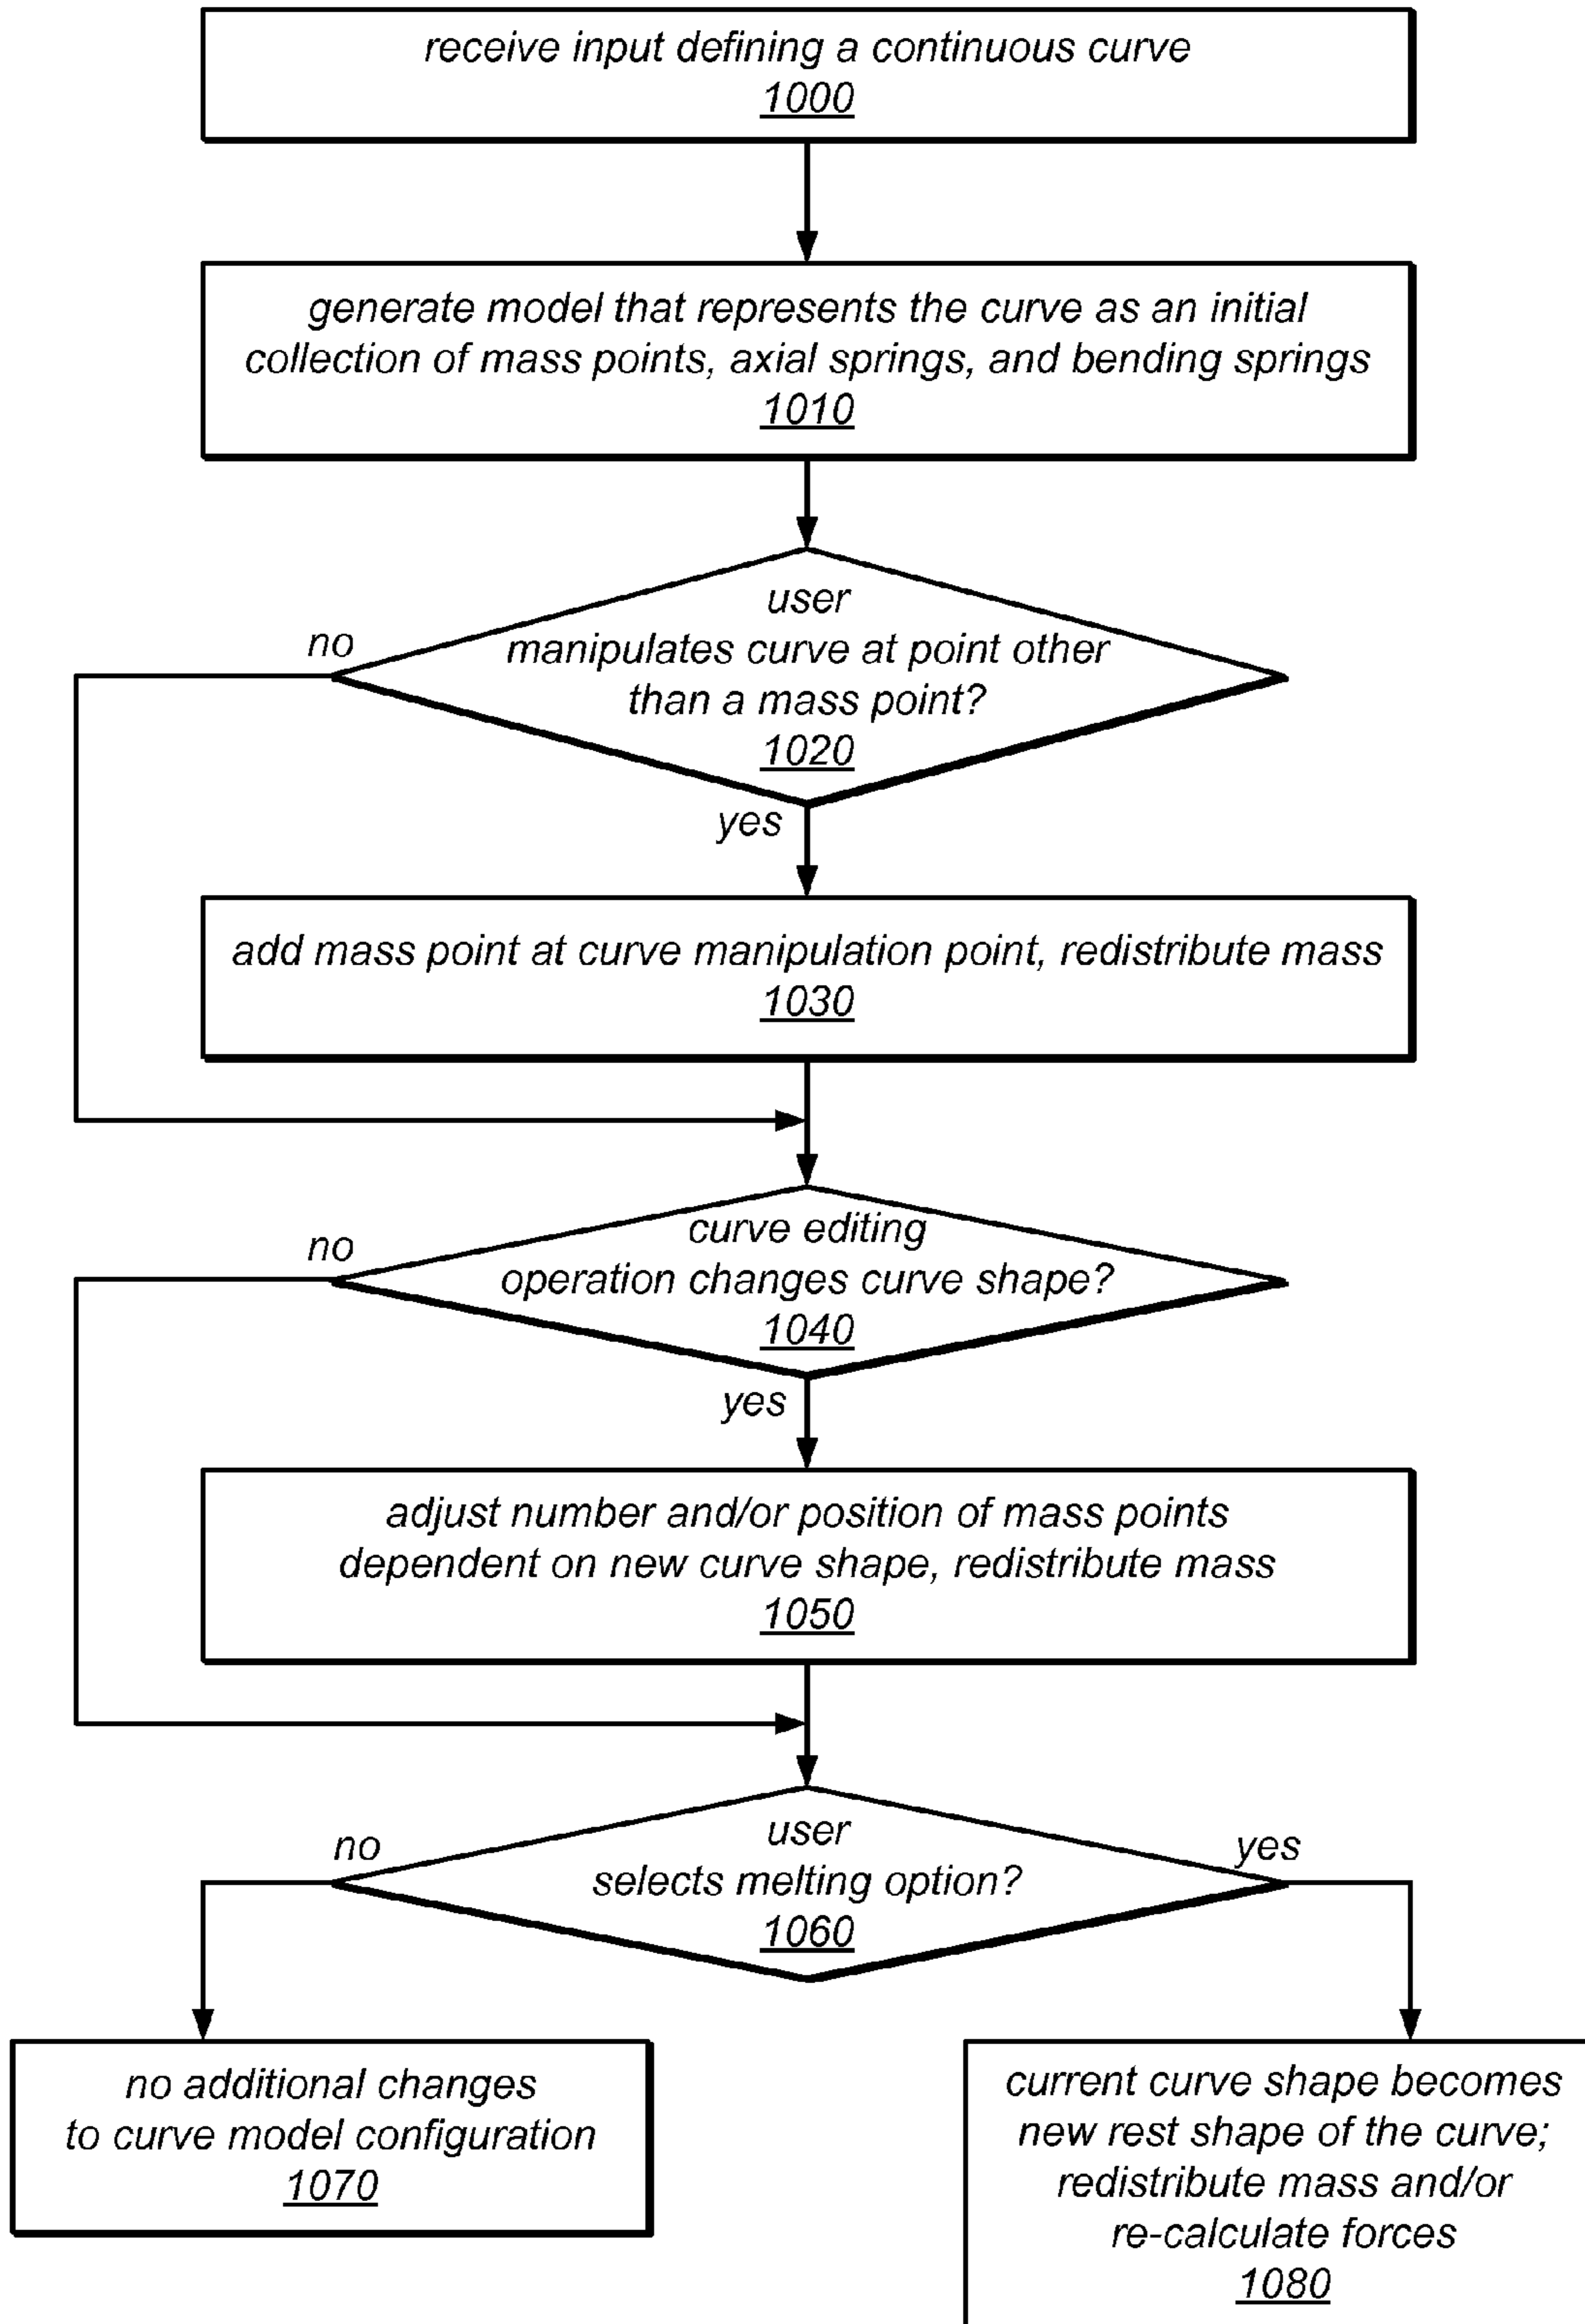 receive input defining a continuous curve
1000
generate model that represents the curve as an initial
collection of mass points, axial springs, and bending springs
1010
user
manipulates curve at point other
than a mass point?
1020
no
yes
add mass point at curve manipulation point, redistribute mass
1030
curve editing
operation changes curve shape?
1040
no
yes
adjust number and/or position of mass points
dependent on new curve shape, redistribute mass
1050
user
selects melting option?
1060
no
yes
no additional changes
to curve model configuration
1070
current curve shape becomes
new rest shape of the curve;
redistribute mass and/or
re-calculate forces
1080